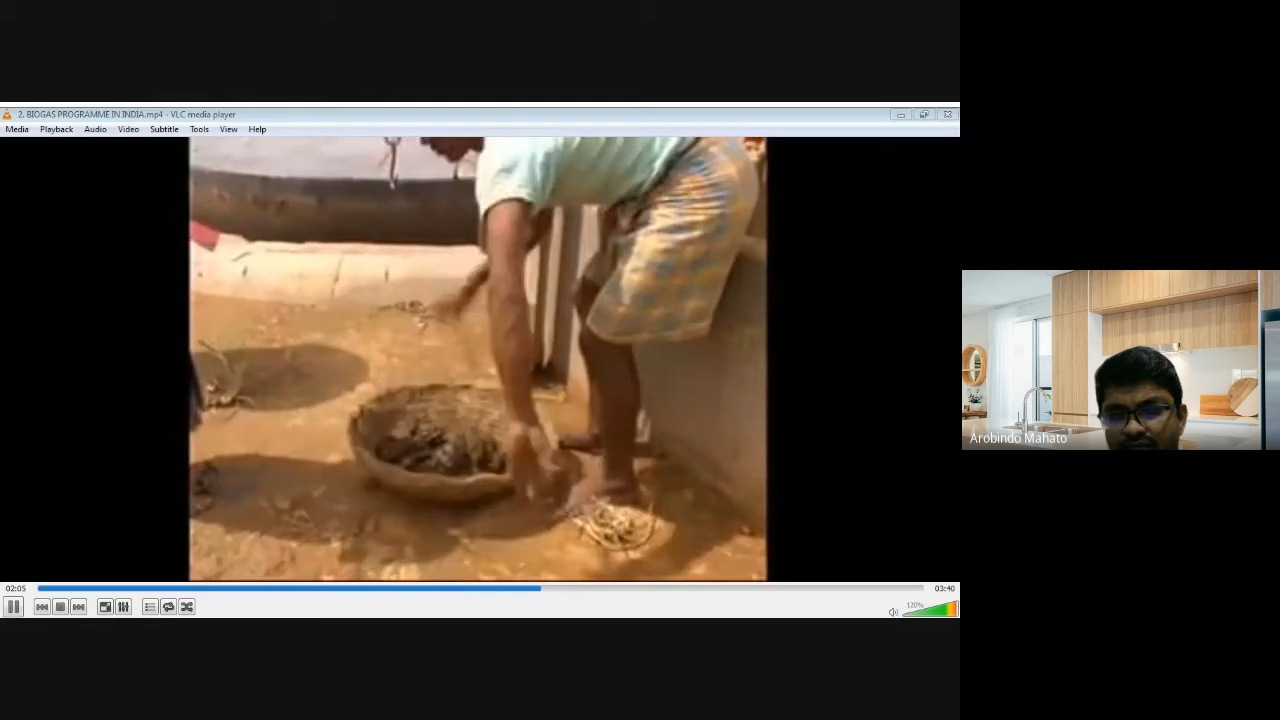 2. BIOGAS PROGRAMME IN INDIA.mp4 - VLC media player
Media Playback Audio Video Subtitle Tools View Help
Arobindo Mahato
02:05
03:40
120%